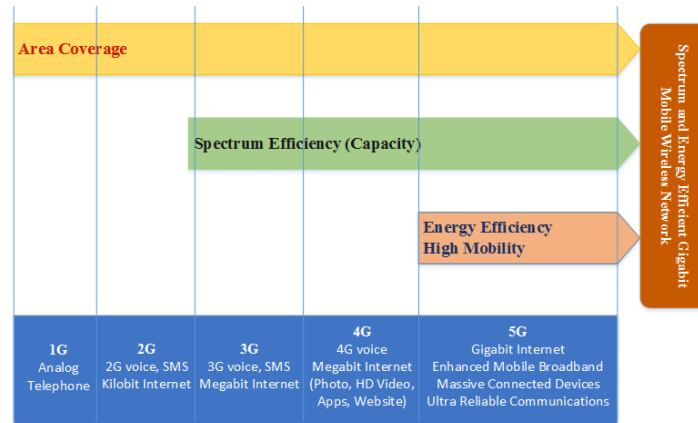 Area Coverage
Spectrum Efficiency (Capacity)
Energy Efficiency
High Mobility
Spectrum and Energy Efficient Gigabit
Mobile Wireless Network
1G
Analog
Telephone
2G
2G voice, SMS
Kilobit Internet
3G
3G voice, SMS
Megabit Internet
4G
4G voice
Megabit Internet
(Photo, HD Video,
Apps, Website)
5G
Gigabit Internet
Enhanced Mobile Broadband
Massive Connected Devices
Ultra Reliable Communications